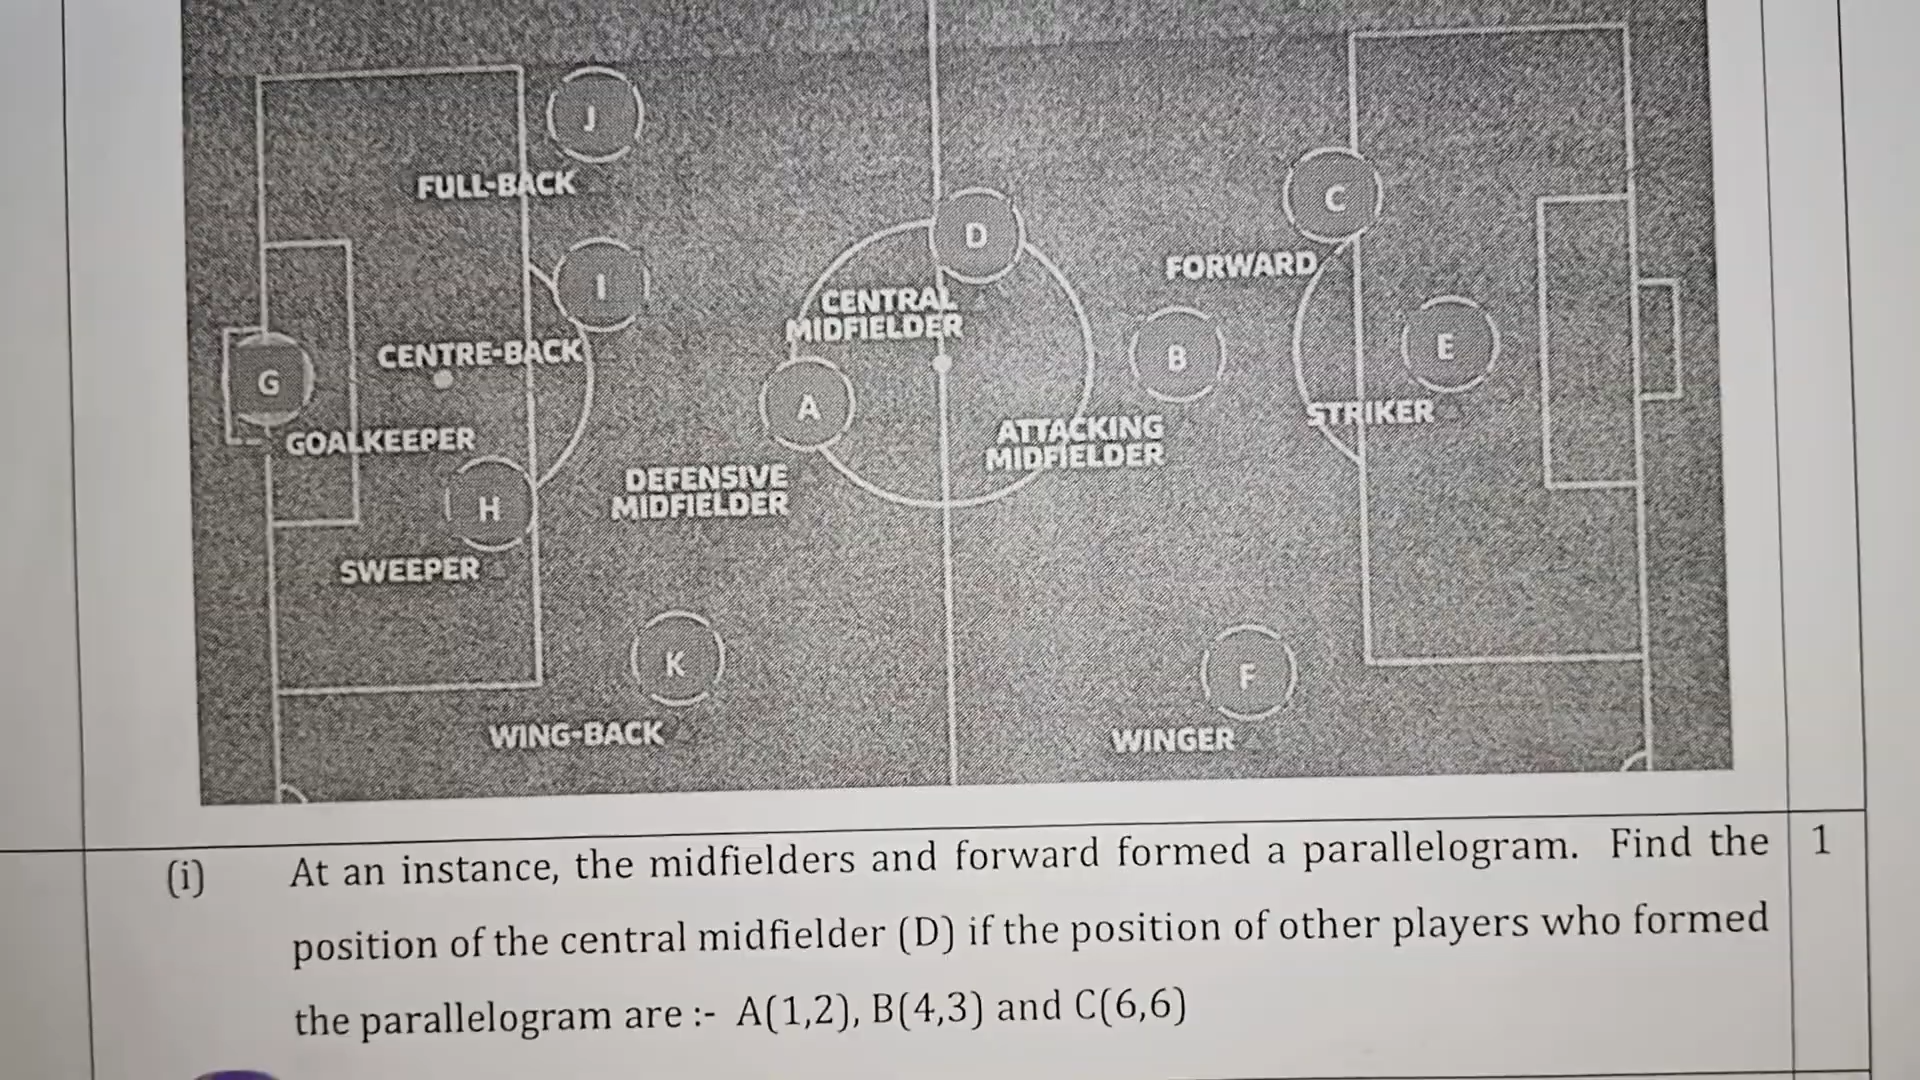 J
FULL-BACK
I
CENTRE-BACK
G
GOALKEEPER
H
SWEEPER
K
WING-BACK
D
CENTRAL
MIDFIELDER
A
DEFENSIVE
MIDFIELDER
B
ATTACKING
MIDFIELDER
C
FORWARD
E
STRIKER
F
WINGER
(i) At an instance, the midfielders and forward formed a parallelogram. Find the 1
position of the central midfielder (D) if the position of other players who formed
the parallelogram are :- A(1,2), B(4,3) and C(6,6)